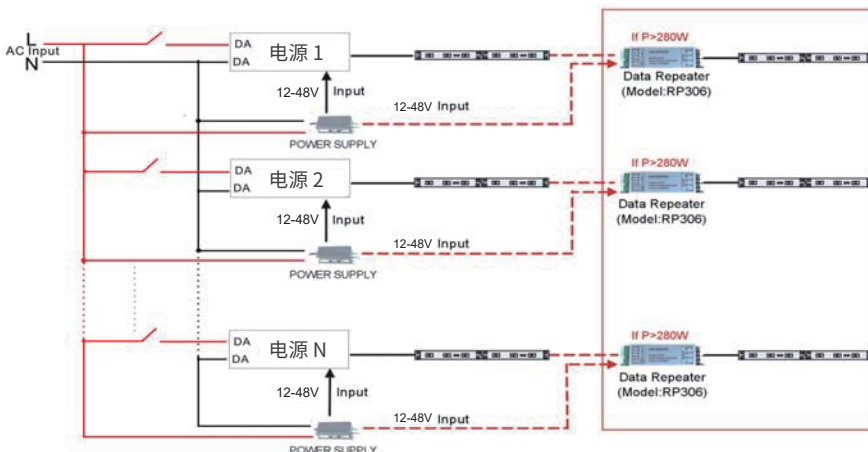 L
AC Input
N
DA
DA
电源 1
12-48V
Input
12-48V Input
POWER SUPPLY
If P>280W
Data Repeater
(Model:RP306)
DA
DA
电源 2
12-48V
Input
12-48V Input
POWER SUPPLY
If P>280W
Data Repeater
(Model:RP306)
DA
DA
电源 N
12-48V
Input
12-48V Input
POWER SUPPLY
If P>280W
Data Repeater
(Model:RP306)